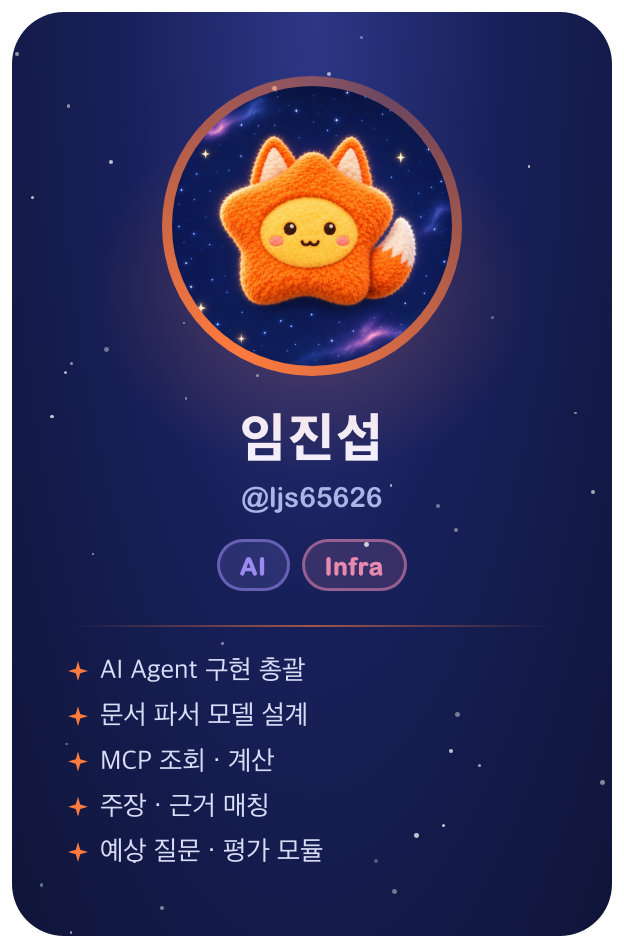 임진섭
@ljs65626
AI Infra
AI Agent 구현 총괄
문서 파서 모델 설계
MCP 조회 · 계산
주장 · 근거 매칭
예상 질문 · 평가 모듈